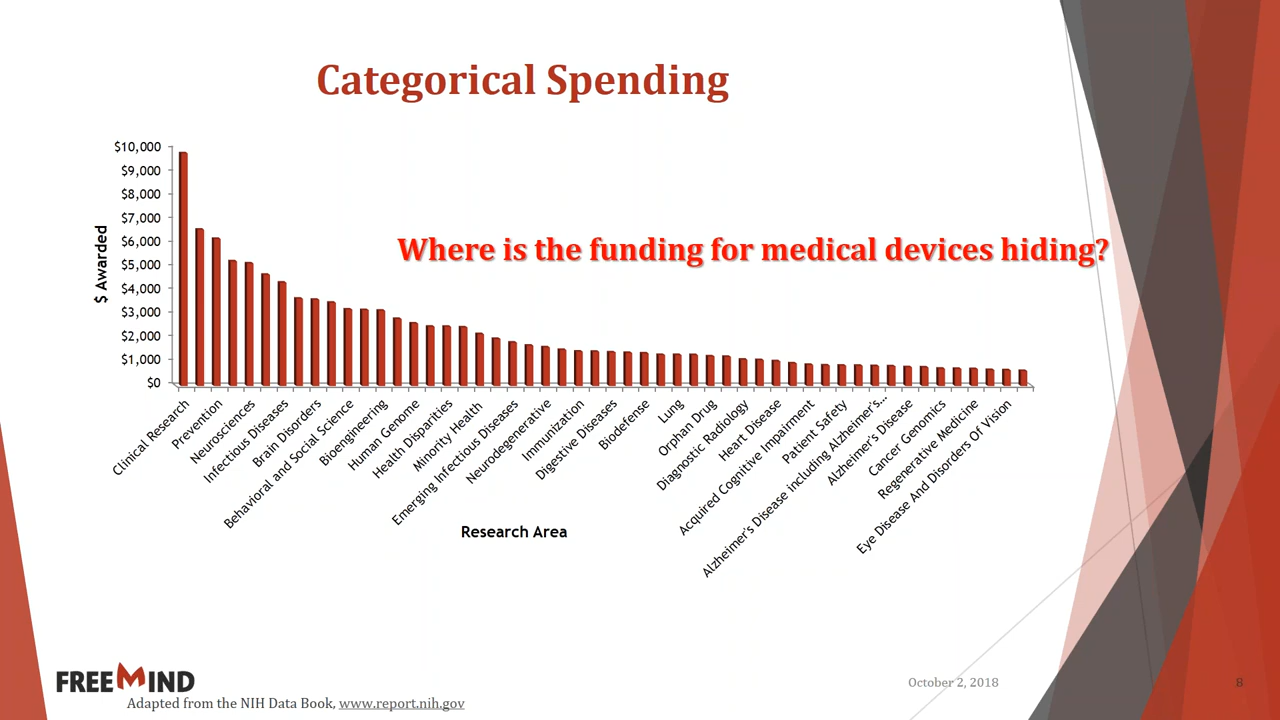 Categorical Spending
$10,000
$9,000
$8,000
$7,000
$6,000
$5,000
$4,000
$3,000
$2,000
$1,000
$0
$ Awarded
Where is the funding for medical devices hiding?
Clinical Research
Prevention
Neurosciences
Infectious Diseases
Brain Disorders
Behavioral and Social Science
Bioengineering
Human Genome
Health Disparities
Minority Health
Emerging Infectious Diseases
Neurodegenerative
Immunization
Digestive Diseases
Biodefense
Lung
Orphan Drug
Diagnostic Radiology
Heart Disease
Acquired Cognitive Impairment
Patient Safety
Alzheimer's Disease including Alzheimer's...
Alzheimer's Disease
Cancer Genomics
Regenerative Medicine
Eye Disease And Disorders Of Vision
Research Area
FREEMIND
Adapted from the NIH Data Book, www.report.nih.gov
October 2, 2018
8